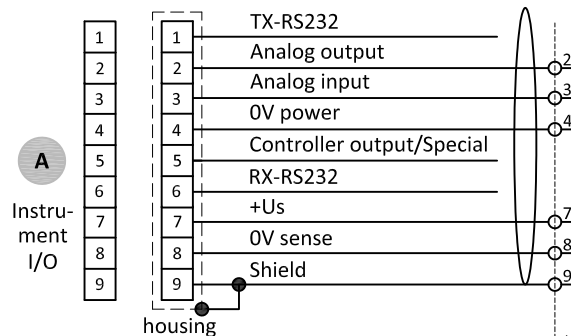 1 1 TX-RS232
2 2 Analog output 2
3 3 Analog input 3
4 4 0V power 4
5 5 Controller output/Special
6 6 RX-RS232
7 7 +Us 7
8 8 0V sense 8
9 9 Shield 9
A
Instru-
ment
I/O
housing